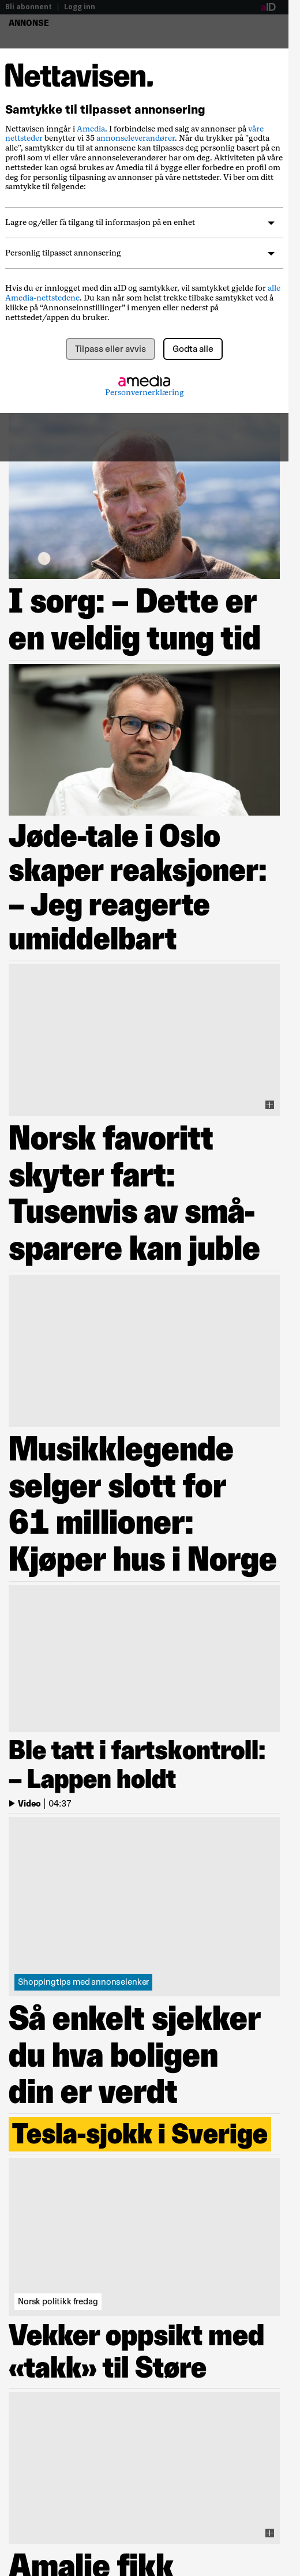 Bli abonnent | Logg inn
aID
ANNONSE
Nettavisen.
Samtykke til tilpasset annonsering
Nettavisen inngår i Amedia. I forbindelse med salg av annonser på våre
nettsteder benytter vi 35 annonseleverandører. Når du trykker på “godta
alle”, samtykker du til at annonsene kan tilpasses deg personlig basert på en
profil som vi eller våre annonseleverandører har om deg. Aktiviteten på våre
nettsteder kan også brukes av Amedia til å bygge eller forbedre en profil om
deg for personlig tilpasning av annonser på våre nettsteder. Vi ber om ditt
samtykke til følgende:
Lagre og/eller få tilgang til informasjon på en enhet
Personlig tilpasset annonsering
Hvis du er innlogget med din aID og samtykker, vil samtykket gjelde for alle
Amedia-nettstedene. Du kan når som helst trekke tilbake samtykket ved å
klikke på “Annonseinnstillinger” i menyen eller nederst på
nettstedet/appen du bruker.
Tilpass eller avvis
Godta alle
amedia
Personvernerklæring
I sorg: – Dette er
en veldig tung tid
Jøde-tale i Oslo
skaper reaksjoner:
– Jeg reagerte
umiddelbart
Norsk favoritt
skyter fart:
Tusenvis av små-
sparere kan juble
Musikklegende
selger slott for
61 millioner:
Kjøper hus i Norge
Ble tatt i fartskontroll:
– Lappen holdt
Video | 04:37
Shoppingtips med annonselenker
Så enkelt sjekker
du hva boligen
din er verdt
Tesla-sjokk i Sverige
Norsk politikk fredag
Vekker oppsikt med
«takk» til Støre
Amalie fikk